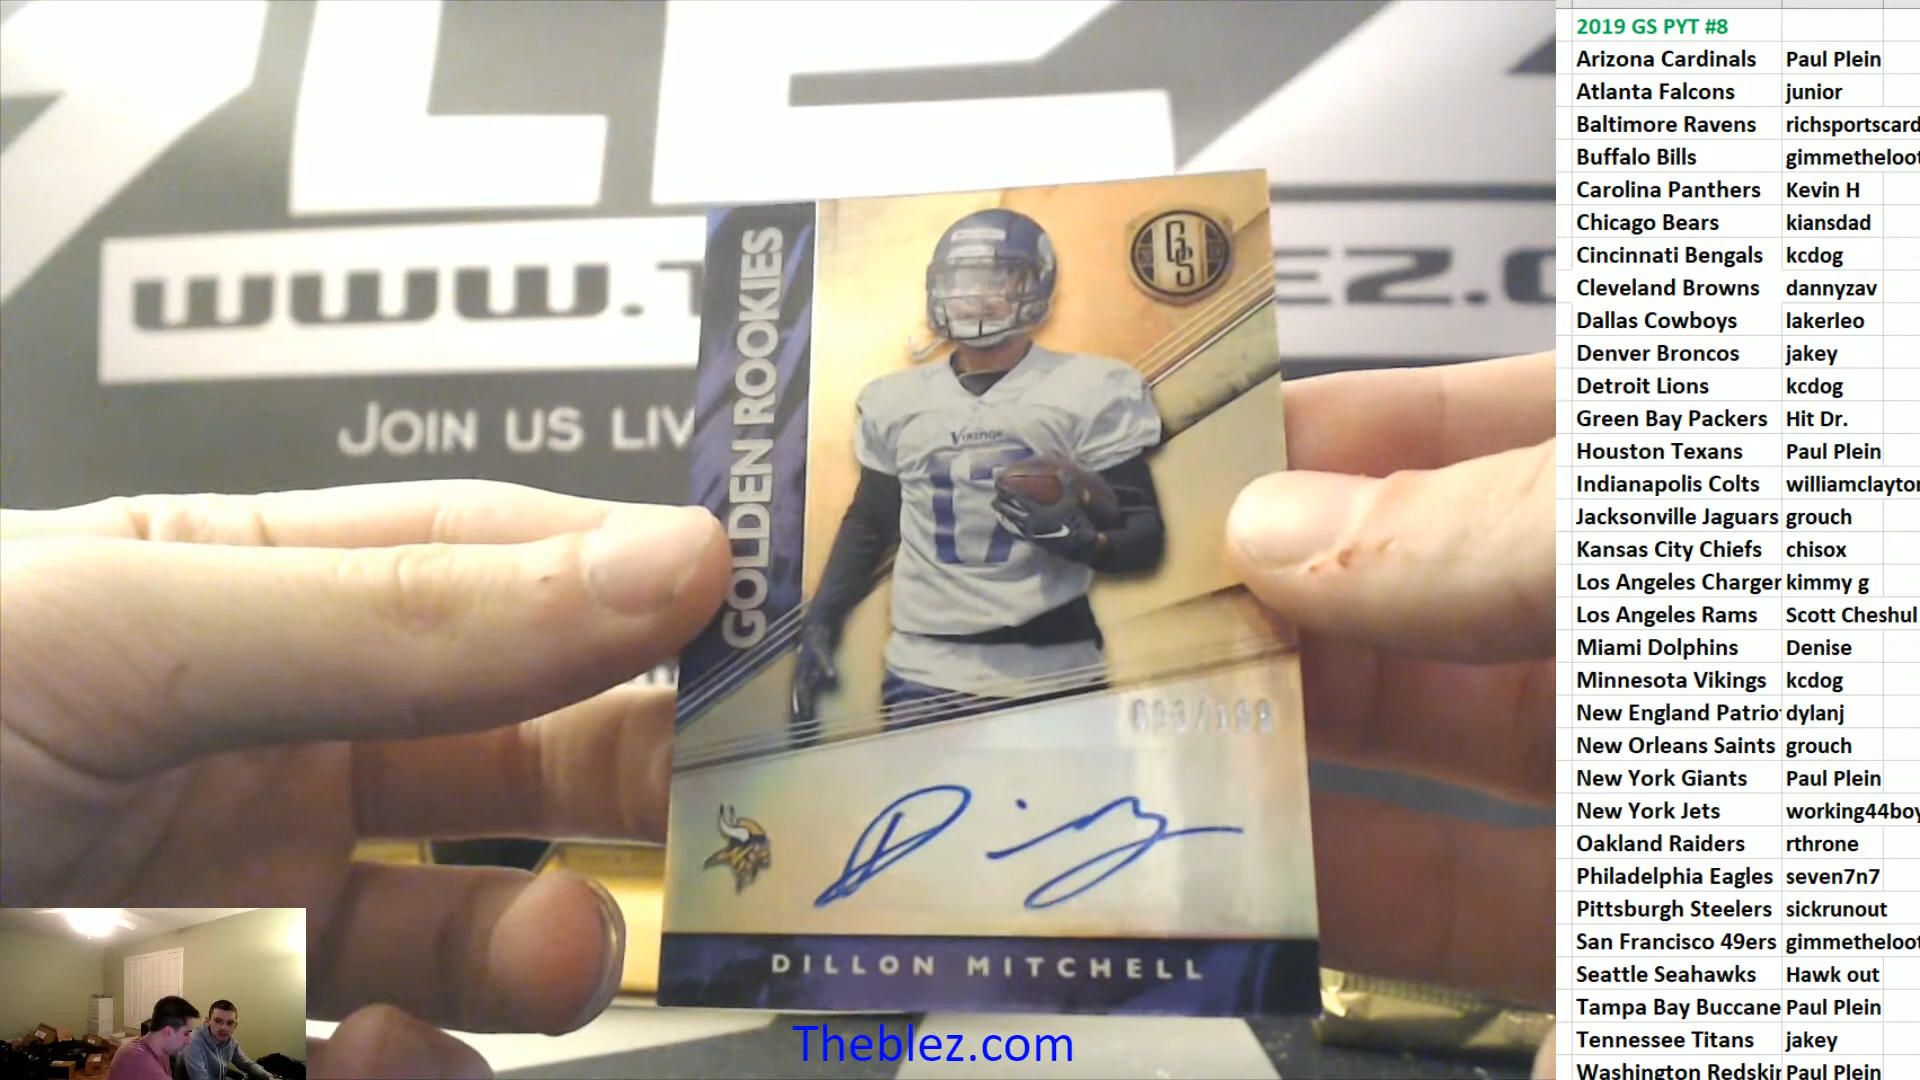 WWW.
EZ.
JOIN US LIV
GOLDEN ROOKIES
GS
VIKINGS
17
DILLON MITCHELL
Theblez.com
2019 GS PYT #8
Arizona Cardinals Paul Plein
Atlanta Falcons junior
Baltimore Ravens richsportscard
Buffalo Bills gimmetheloot
Carolina Panthers Kevin H
Chicago Bears kiansdad
Cincinnati Bengals kcdog
Cleveland Browns dannyzav
Dallas Cowboys lakerleo
Denver Broncos jakey
Detroit Lions kcdog
Green Bay Packers Hit Dr.
Houston Texans Paul Plein
Indianapolis Colts williamclayton
Jacksonville Jaguars grouch
Kansas City Chiefs chisox
Los Angeles Charger kimmy g
Los Angeles Rams Scott Cheshul
Miami Dolphins Denise
Minnesota Vikings kcdog
New England Patriot dylanj
New Orleans Saints grouch
New York Giants Paul Plein
New York Jets working44boy
Oakland Raiders rthrone
Philadelphia Eagles seven7n7
Pittsburgh Steelers sickrunout
San Francisco 49ers gimmetheloot
Seattle Seahawks Hawk out
Tampa Bay Buccane Paul Plein
Tennessee Titans jakey
Washington Redskin Paul Plein